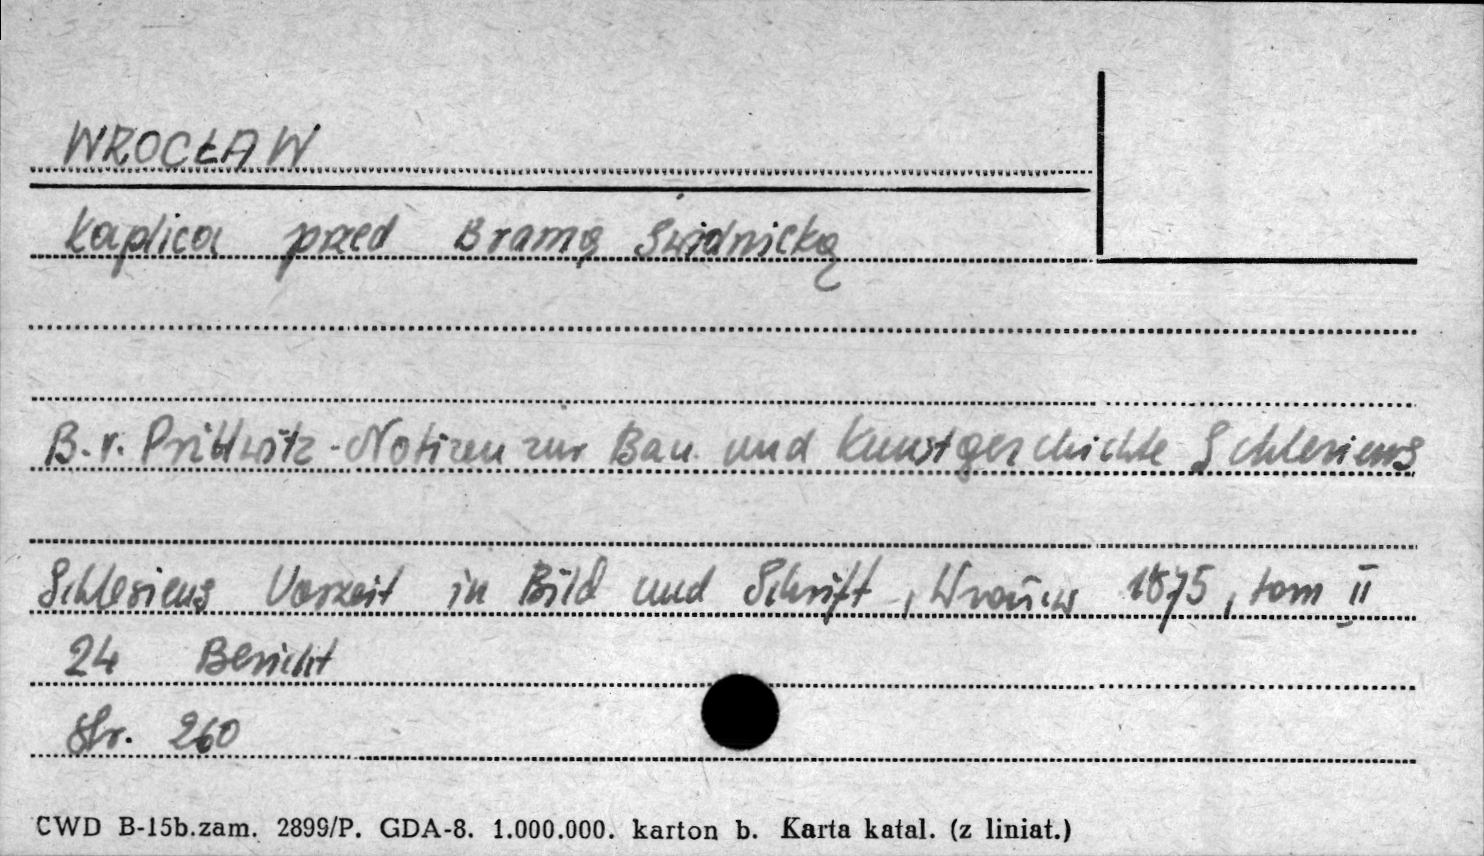 WROCŁAW
Kaplica przed Bramą Świdnicką
B. v. Prittwitz - Notizen zur Bau und Kunstgeschichte Schlesiens
Schlesiens Vorzeit in Bild und Schrift, 1875, tom II
24 Bericht
Str. 260
CWD B-15b.zam. 2899/P. GDA-8. 1.000.000. karton b. Karta katal. (z liniat.)